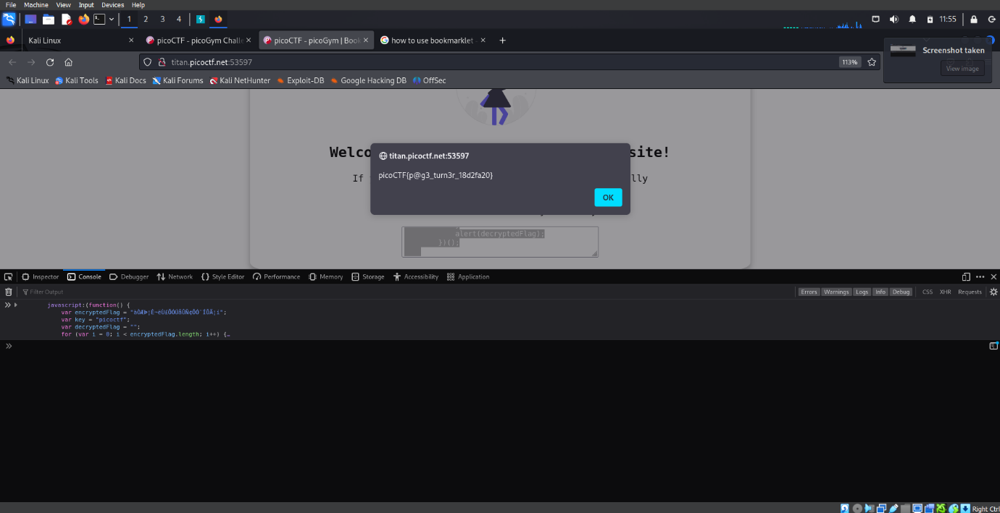 File Machine View Input Devices Help
1 2 3 4 11:55
Kali Linux picoCTF - picoGym Challe picoCTF - picoGym | Book how to use bookmarklet -
Screenshot taken
View image
titan.picoctf.net:53597 113%
Kali Linux Kali Tools Kali Docs Kali Forums Kali NetHunter Exploit-DB Google Hacking DB OffSec
titan.picoctf.net:53597
Welco site!
picoCTF{p@g3_turn3r_18d2fa20}
If lly
OK
alert(decryptedFlag);
})();
Inspector Console Debugger Network Style Editor Performance Memory Storage Accessibility Application
Filter Output Errors Warnings Logs Info Debug CSS XHR Requests
javascript:(function() {
var encryptedFlag = "
var key = "picoctf";
var decryptedFlag = "";
for (var i = 0; i < encryptedFlag.length; i++) {…
Right Ctrl